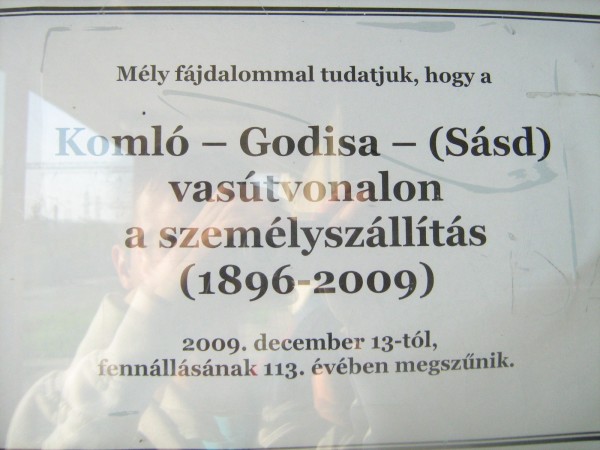 Mély fájdalommal tudatjuk, hogy a
Komló – Godisa – (Sásd)
vasútvonalon
a személyszállítás
(1896-2009)
2009. december 13-tól,
fennállásának 113. évében megszűnik.